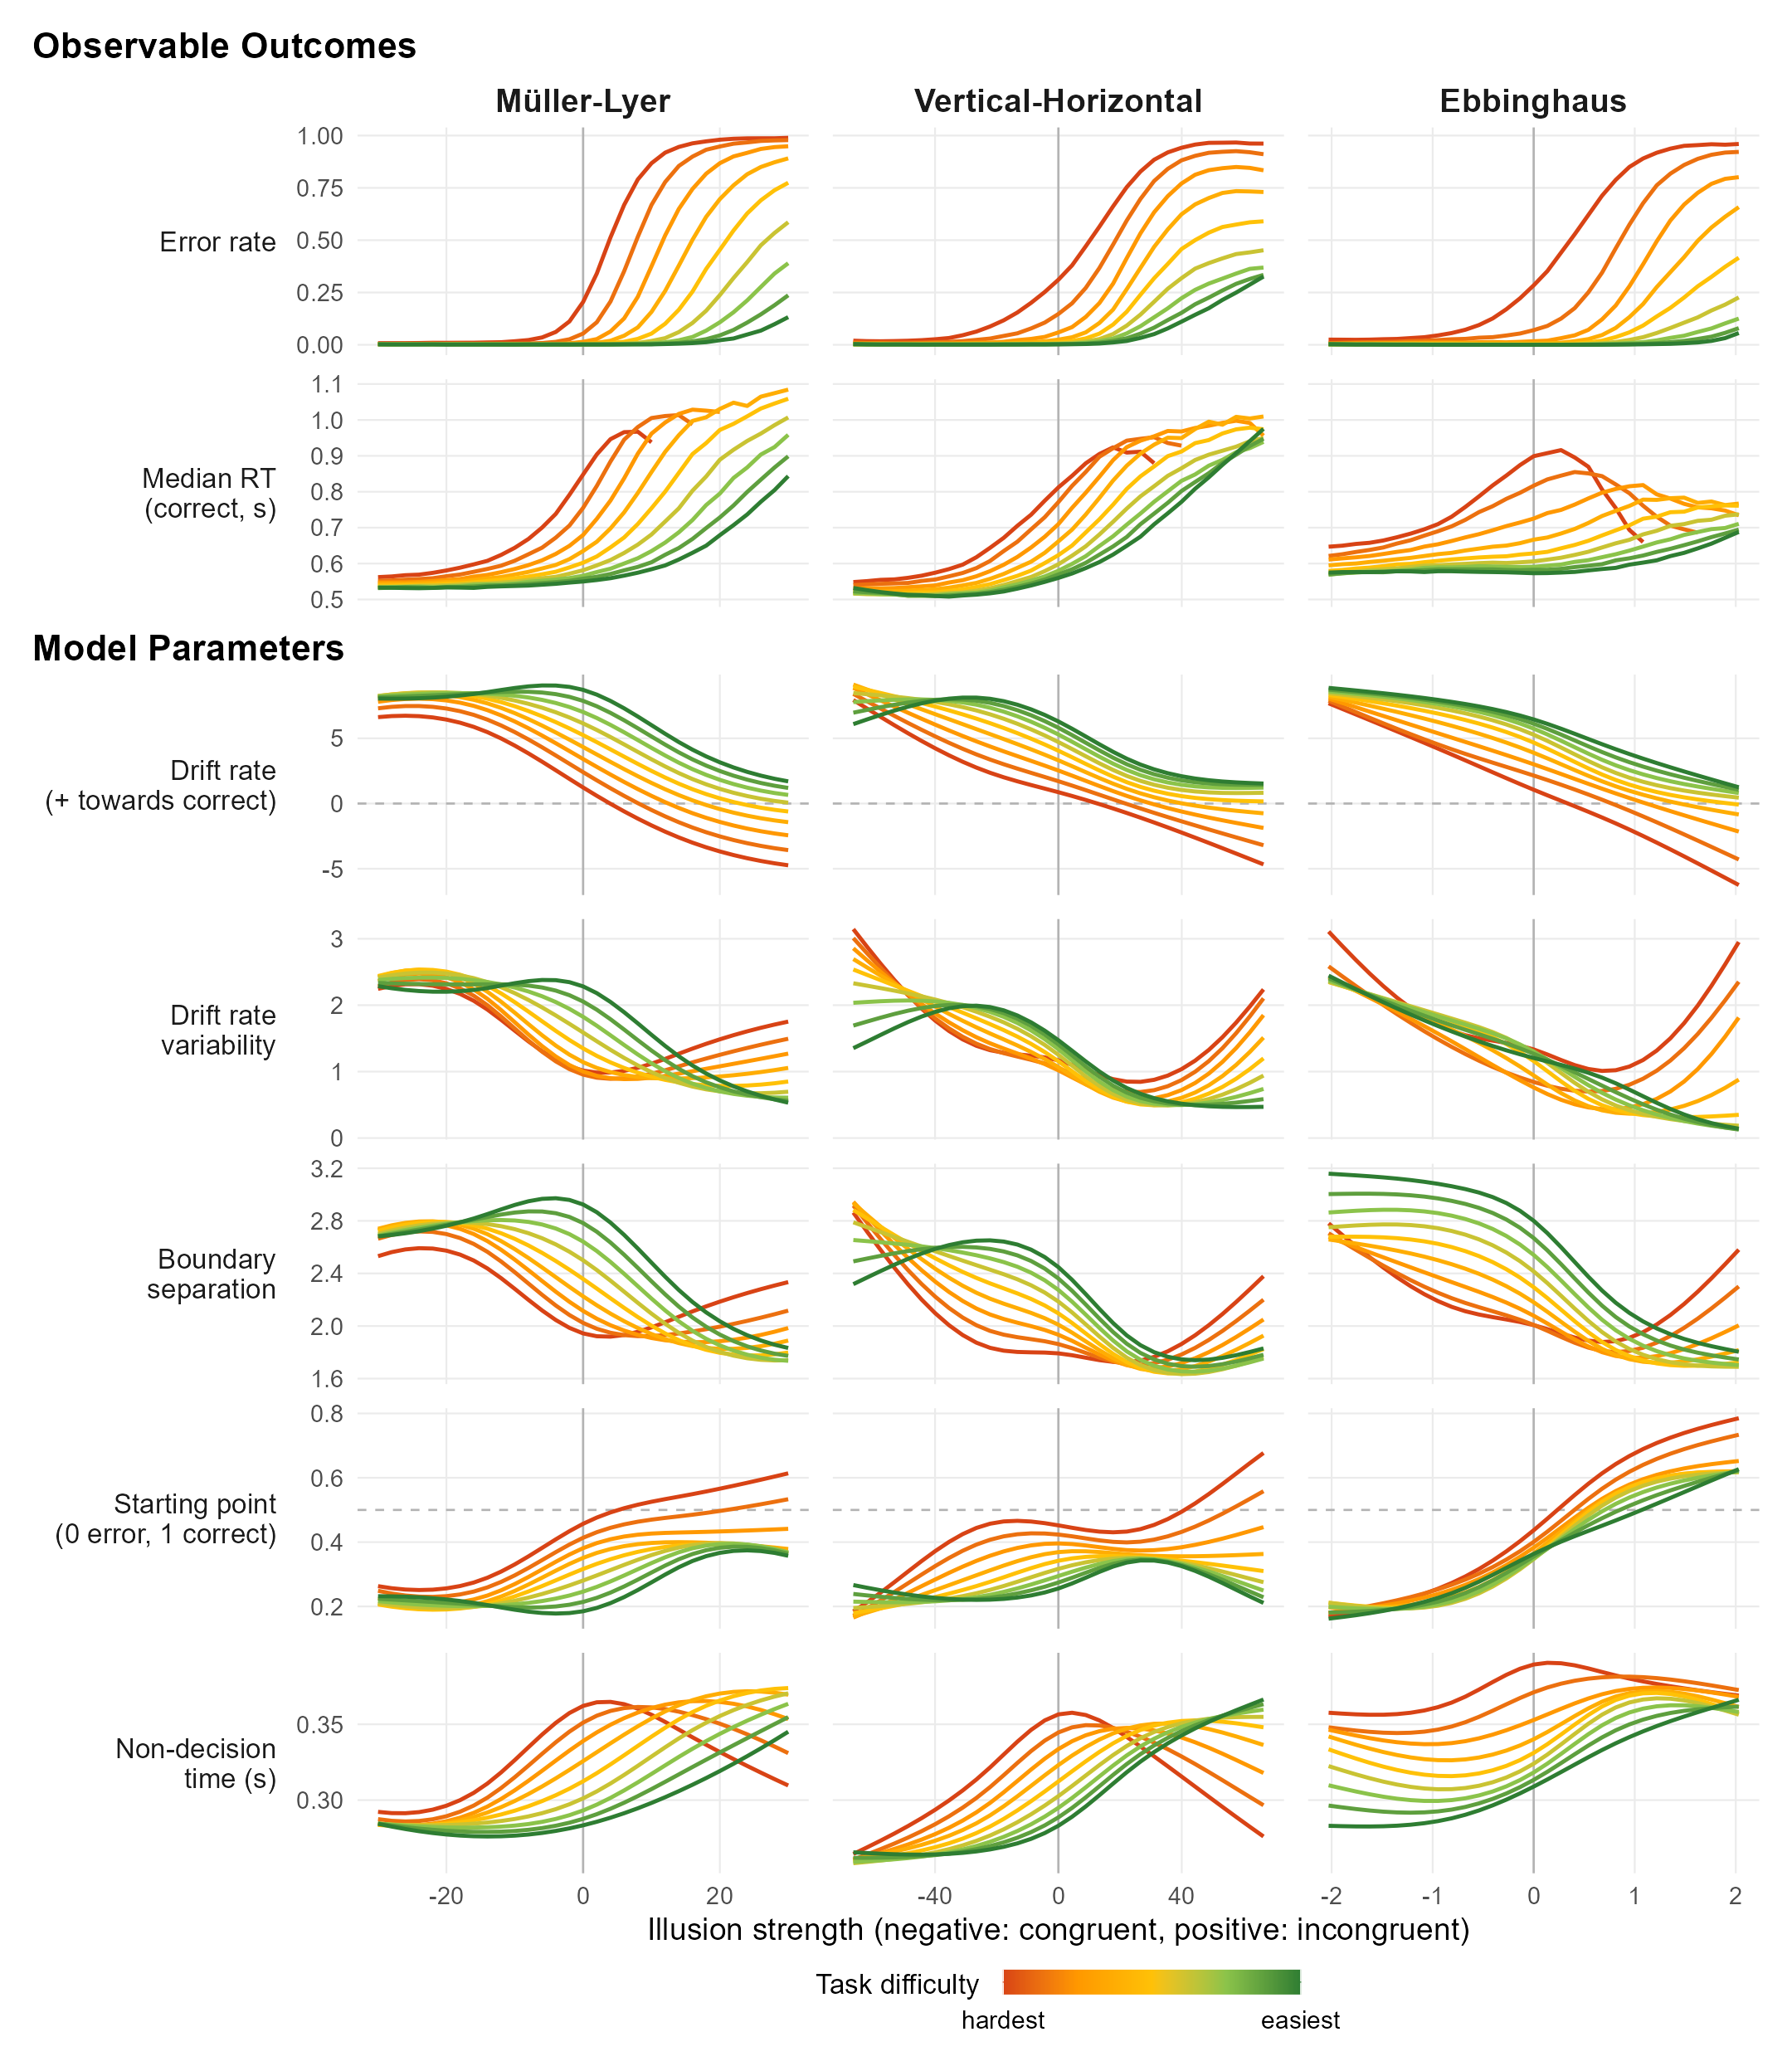 Observable Outcomes
Müller-Lyer Vertical-Horizontal Ebbinghaus
Error rate
1.00
0.75
0.50
0.25
0.00
Median RT
(correct, s)
1.1
1.0
0.9
0.8
0.7
0.6
0.5
Model Parameters
Drift rate
(+ towards correct)
5
0
-5
Drift rate
variability
3
2
1
0
Boundary
separation
3.2
2.8
2.4
2.0
1.6
Starting point
(0 error, 1 correct)
0.8
0.6
0.4
0.2
Non-decision
time (s)
0.35
0.30
-20 0 20 -40 0 40 -2 -1 0 1 2
Illusion strength (negative: congruent, positive: incongruent)
Task difficulty
hardest easiest